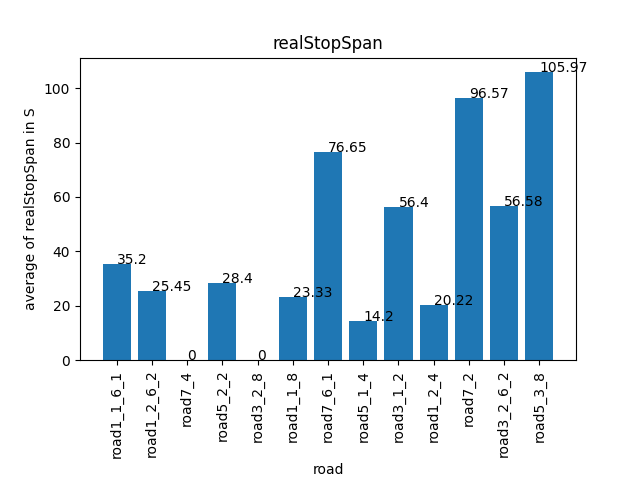 realStopSpan
average of realStopSpan in S
100
80
60
40
20
0
35.2
25.45
0
28.4
0
23.33
76.65
14.2
56.4
20.22
96.57
56.58
105.97
road1_1_6_1
road1_2_6_2
road7_4
road5_2_2
road3_2_8
road1_1_8
road7_6_1
road5_1_4
road3_1_2
road1_2_4
road7_2
road3_2_6_2
road5_3_8
road